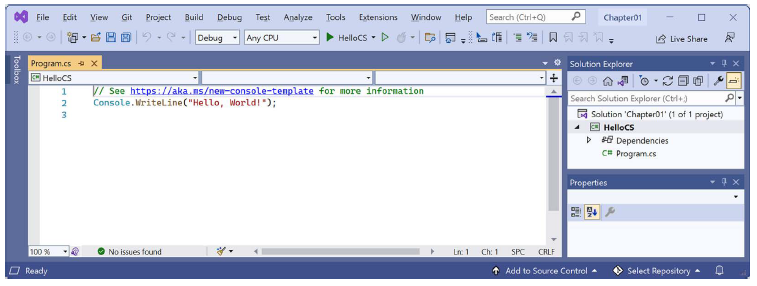 File Edit View Git Project Build Debug Test Analyze Tools Extensions Window Help Search (Ctrl+Q) Chapter01
Debug Any CPU HelloCS Live Share
Toolbox
Program.cs
HelloCS
1 // See https://aka.ms/new-console-template for more information
2 Console.WriteLine("Hello, World!");
3
100 % No issues found Ln: 1 Ch: 1 SPC CRLF
Solution Explorer
Search Solution Explorer (Ctrl+;)
Solution 'Chapter01' (1 of 1 project)
HelloCS
Dependencies
C# Program.cs
Properties
Ready Add to Source Control Select Repository